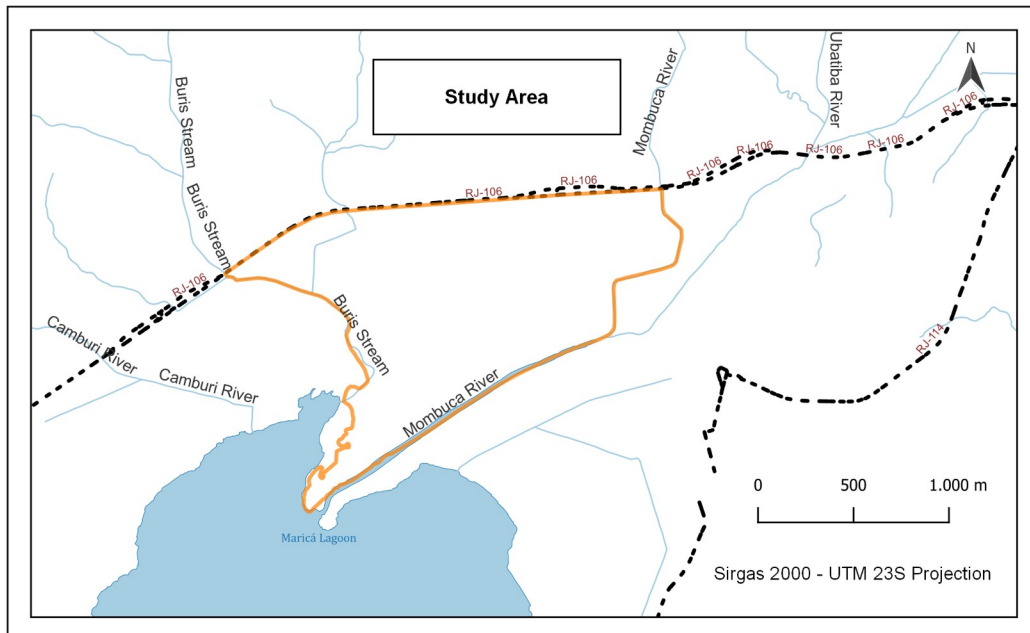 Study Area
N
Buris Stream
Mombuca River
Ubatiba River
RJ-106
RJ-106
RJ-106
RJ-106
RJ-106
RJ-106
RJ-106
Buris Stream
RJ-106
Camburi River
Camburi River
Buris Stream
Mombuca River
RJ-114
Maricá Lagoon
0 500 1.000 m
Sirgas 2000 - UTM 23S Projection